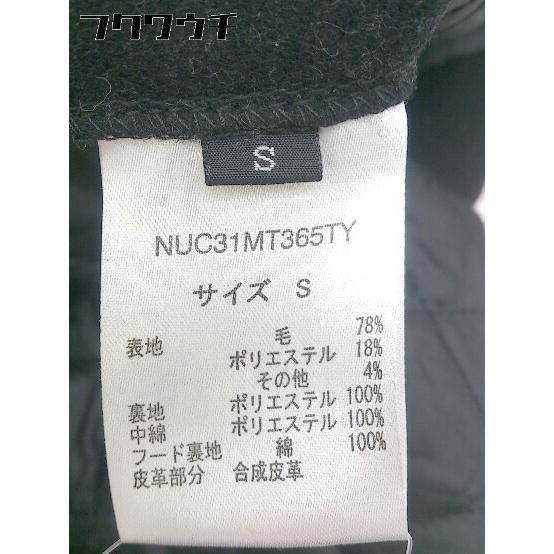 フクワウチ
S
NUC31MT365TY
サイズ S
表地 毛 78%
ポリエステル 18%
その他 4%
裏地 ポリエステル 100%
中綿 ポリエステル 100%
フード裏地 綿 100%
皮革部分 合成皮革